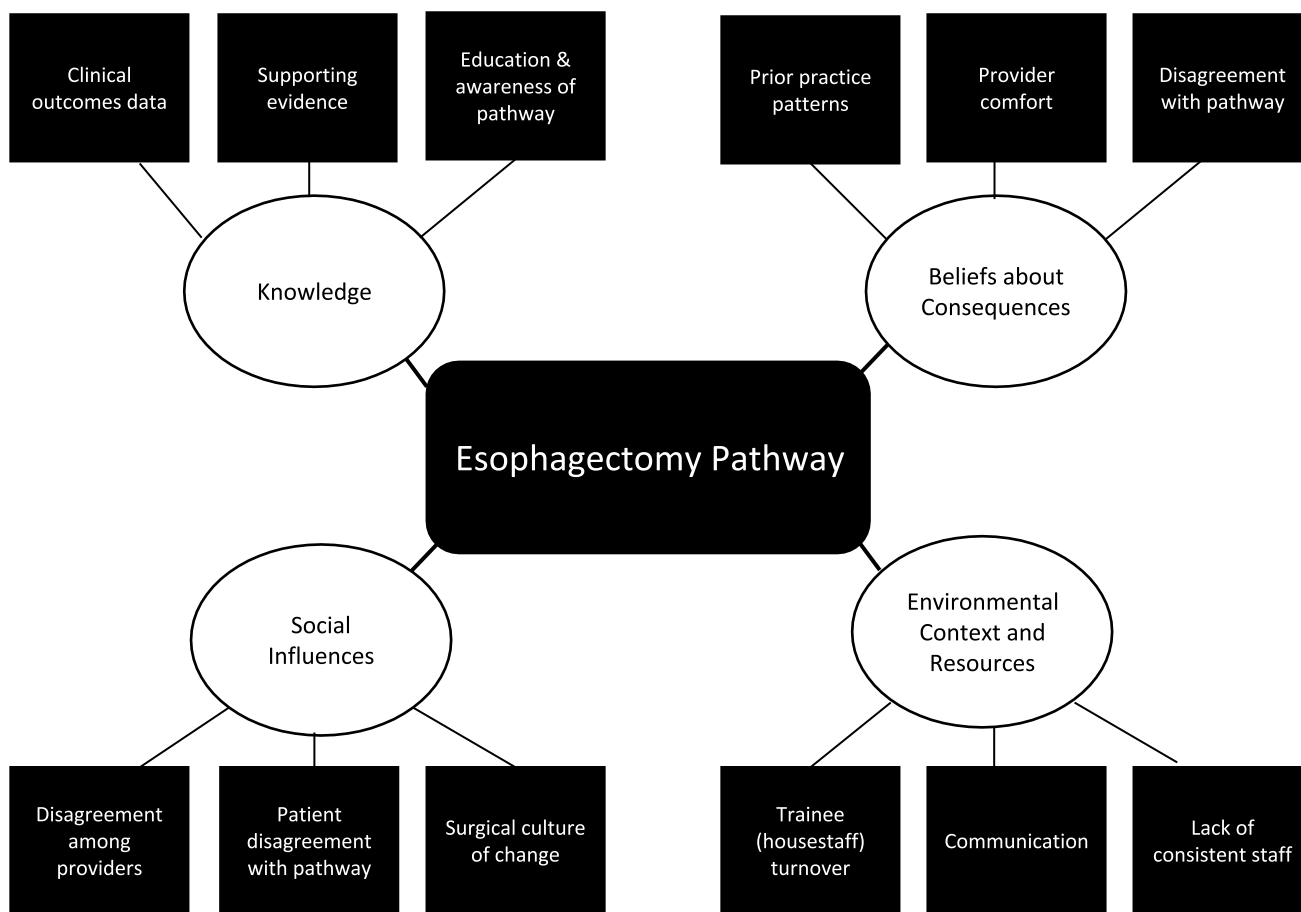 Clinical
outcomes data
Supporting
evidence
Education &
awareness of
pathway
Prior practice
patterns
Provider
comfort
Disagreement
with pathway
Knowledge
Beliefs about
Consequences
Esophagectomy Pathway
Social
Influences
Environmental
Context and
Resources
Disagreement
among
providers
Patient
disagreement
with pathway
Surgical culture
of change
Trainee
(housestaff)
turnover
Communication
Lack of
consistent staff